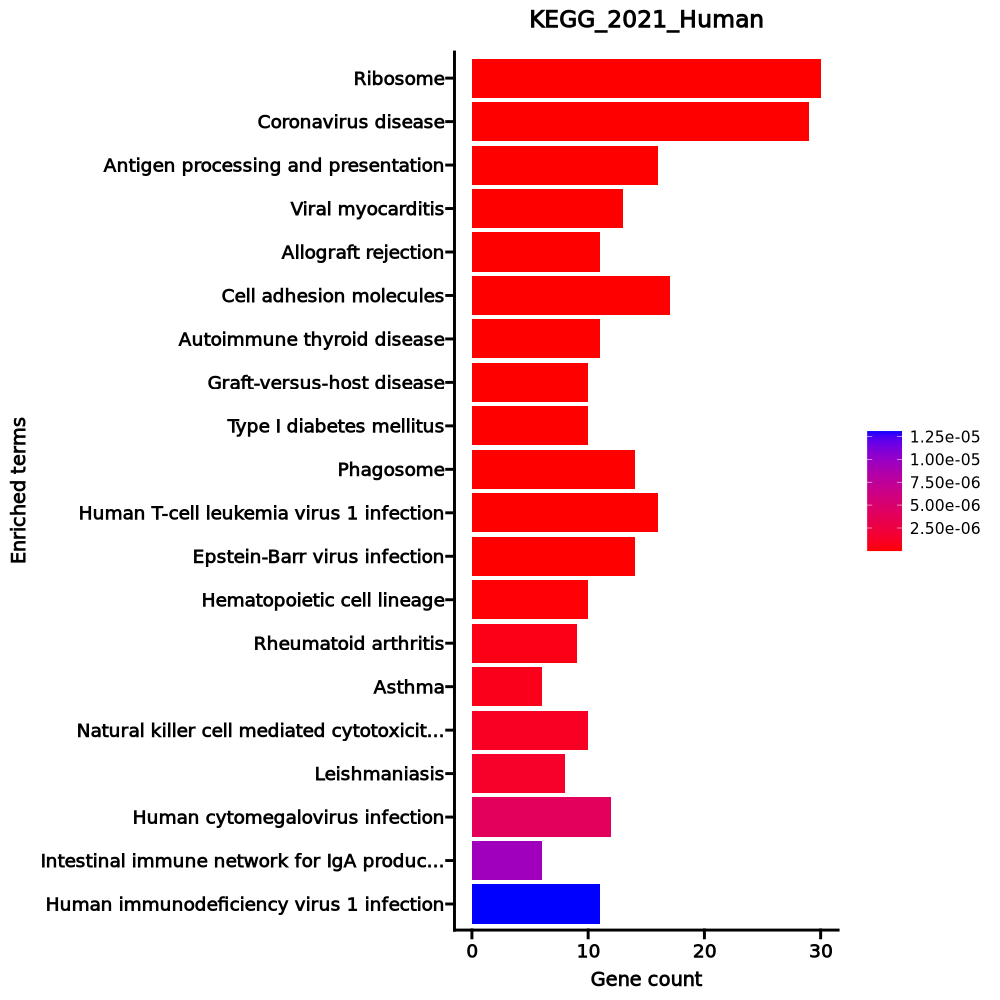 KEGG_2021_Human
Ribosome
Coronavirus disease
Antigen processing and presentation
Viral myocarditis
Allograft rejection
Cell adhesion molecules
Autoimmune thyroid disease
Graft-versus-host disease
Type I diabetes mellitus
Phagosome
Human T-cell leukemia virus 1 infection
Epstein-Barr virus infection
Hematopoietic cell lineage
Rheumatoid arthritis
Asthma
Natural killer cell mediated cytotoxicit...
Leishmaniasis
Human cytomegalovirus infection
Intestinal immune network for IgA produc...
Human immunodeficiency virus 1 infection
Enriched terms
0 10 20 30
Gene count
1.25e-05
1.00e-05
7.50e-06
5.00e-06
2.50e-06